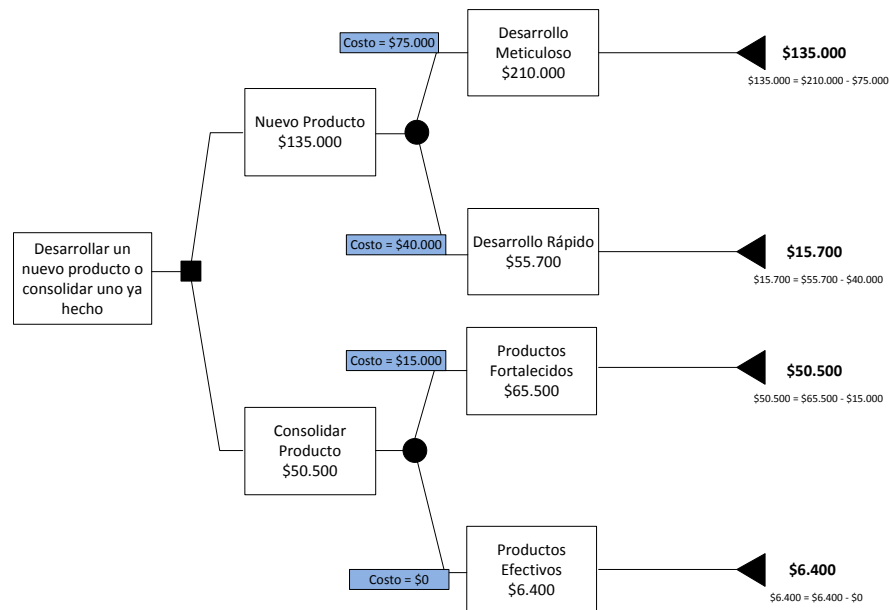 Desarrollar un
nuevo producto o
consolidar uno ya
hecho
Nuevo Producto
$135.000
Costo = $75.000
Desarrollo
Meticuloso
$210.000
$135.000
$135.000 = $210.000 - $75.000
Costo = $40.000
Desarrollo Rápido
$55.700
$15.700
$15.700 = $55.700 - $40.000
Consolidar
Producto
$50.500
Costo = $15.000
Productos
Fortalecidos
$65.500
$50.500
$50.500 = $65.500 - $15.000
Costo = $0
Productos
Efectivos
$6.400
$6.400
$6.400 = $6.400 - $0